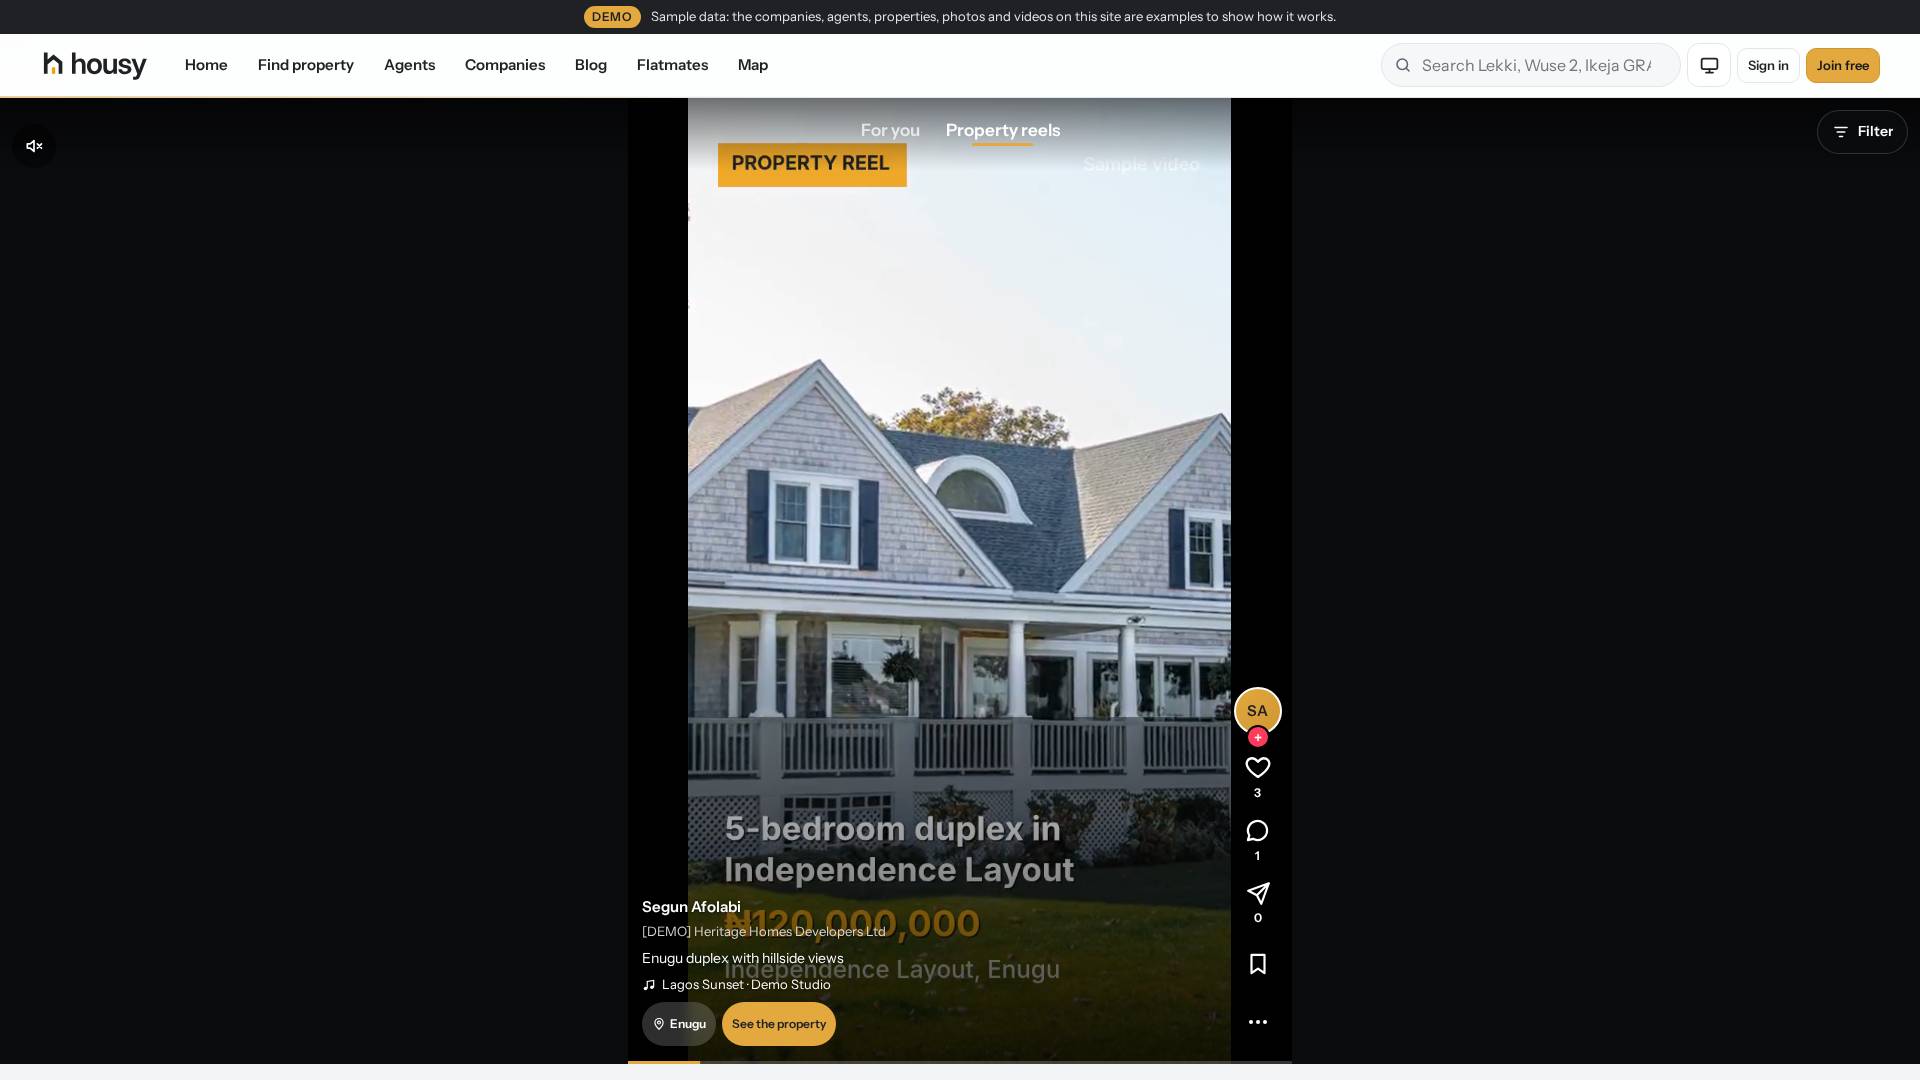 DEMO Sample data: the companies, agents, properties, photos and videos on this site are examples to show how it works.
housy Home Find property Agents Companies Blog Flatmates Map Search Lekki, Wuse 2, Ikeja GRA Sign in Join free
For you Property reels
Filter
PROPERTY REEL
Sample video
SA
+
3
1
0
5-bedroom duplex in
Independence Layout
Segun Afolabi
₦120,000,000
[DEMO] Heritage Homes Developers Ltd
Enugu duplex with hillside views
Independence Layout, Enugu
Lagos Sunset · Demo Studio
Enugu See the property